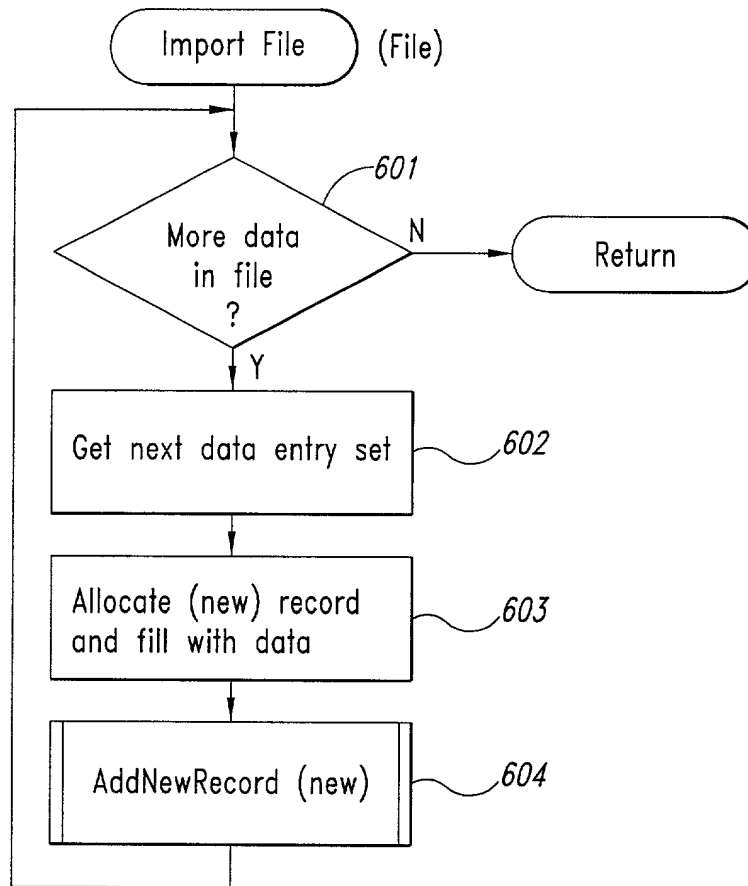 Import File (File)
601
More data
in file
?
N
Return
Y
Get next data entry set
602
Allocate (new) record
and fill with data
603
AddNewRecord (new)
604